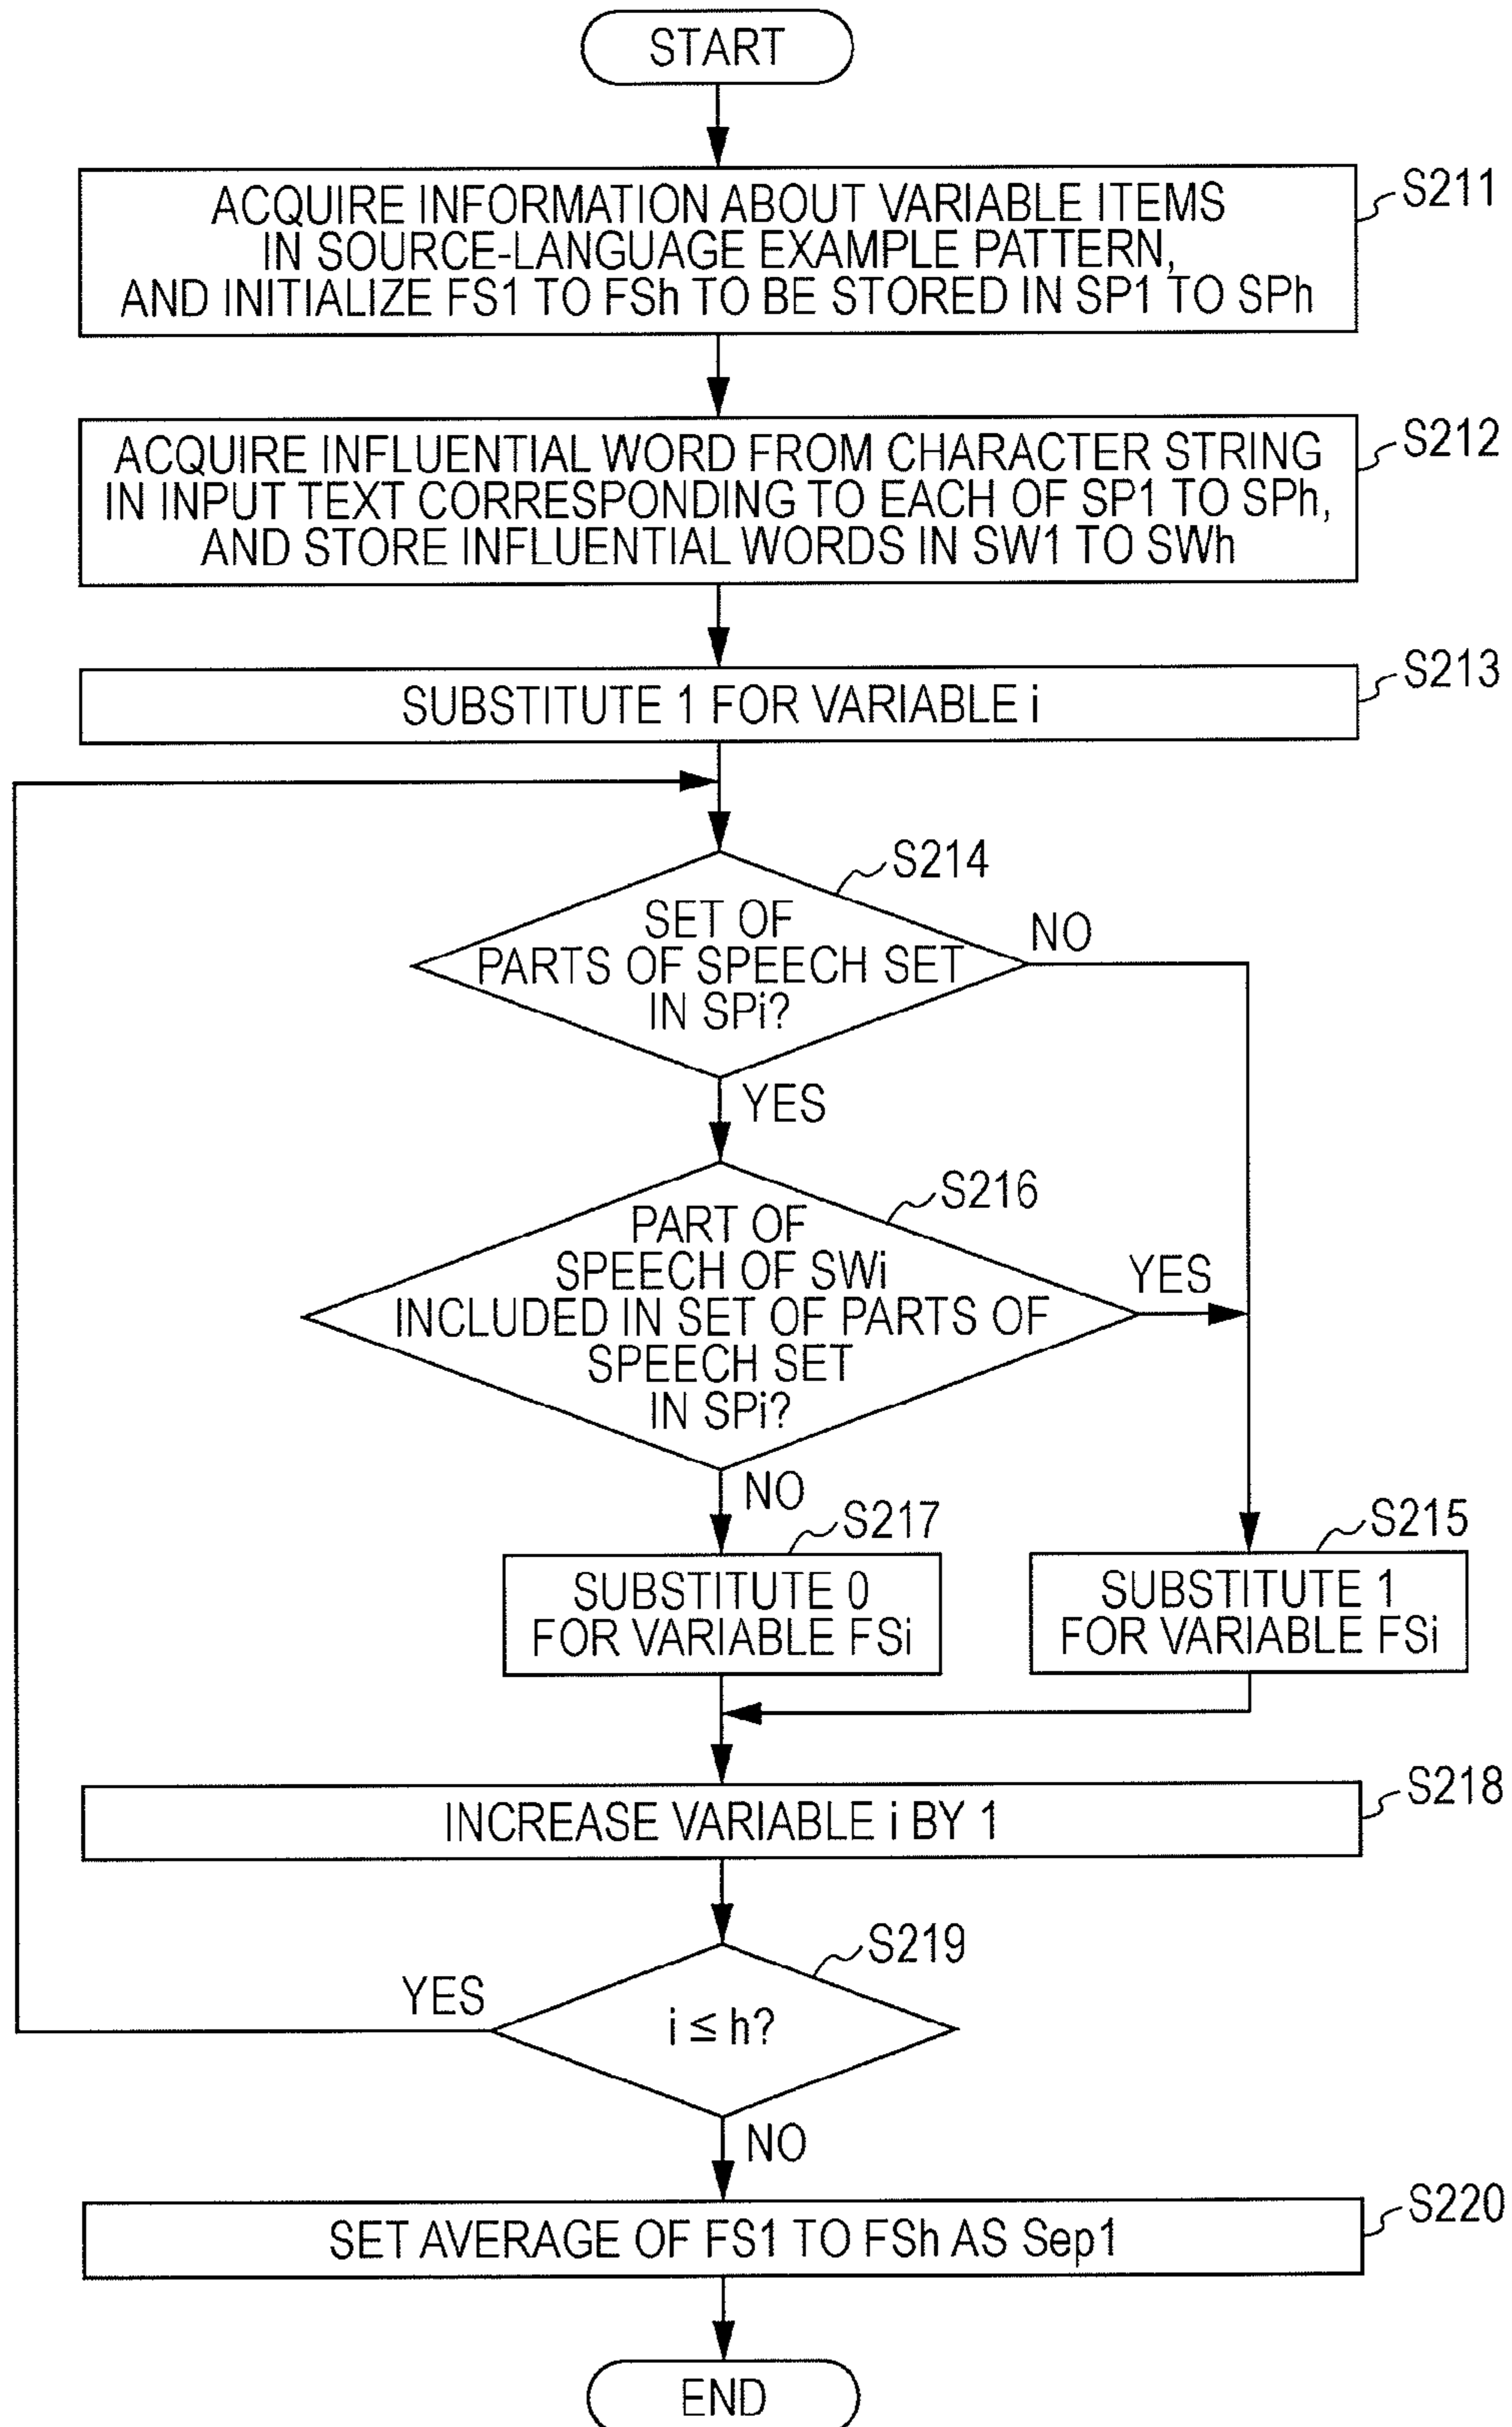 START
ACQUIRE INFORMATION ABOUT VARIABLE ITEMS
IN SOURCE-LANGUAGE EXAMPLE PATTERN,
AND INITIALIZE FS1 TO FSh TO BE STORED IN SP1 TO SPh
S211
ACQUIRE INFLUENTIAL WORD FROM CHARACTER STRING
IN INPUT TEXT CORRESPONDING TO EACH OF SP1 TO SPh,
AND STORE INFLUENTIAL WORDS IN SW1 TO SWh
S212
SUBSTITUTE 1 FOR VARIABLE i
S213
S214
SET OF
PARTS OF SPEECH SET
IN SPi?
NO
YES
S216
PART OF
SPEECH OF SWi
INCLUDED IN SET OF PARTS OF
SPEECH SET
IN SPi?
YES
NO
S217
SUBSTITUTE 0
FOR VARIABLE FSi
S215
SUBSTITUTE 1
FOR VARIABLE FSi
INCREASE VARIABLE i BY 1
S218
S219
i ≤ h?
YES
NO
SET AVERAGE OF FS1 TO FSh AS Sep1
S220
END